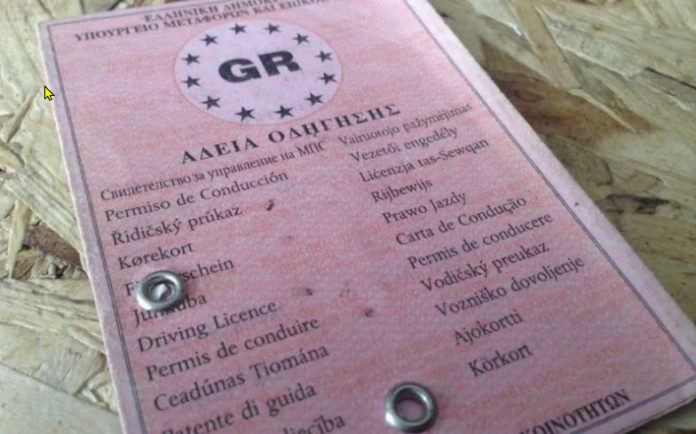 ΕΛΛΗΝΙΚΗ
ΥΠΟΥΡΓΕΙΟ ΜΕΤΑΦΟΡΩΝ ΚΑΙ
GR
ΑΔΕΙΑ ΟΔΗΓΗΣΗΣ
Свидетелство за управление на МПС
Permiso de Conducción
Řidičský průkaz
Kørekort
Driving Licence
Permis de conduire
Ceadúnas Tiomána
Patente di guida
Vairuotojo pažymėjimas
Vezetői engedély
Liċenzja tas-Sewqan
Rijbewijs
Prawo Jazdy
Carta de Condução
Permis de conducere
Vodičský preukaz
Vozniško dovoljenje
Ajokortti
Körkort
ΚΟΙΝΟΤΗΤΩΝ